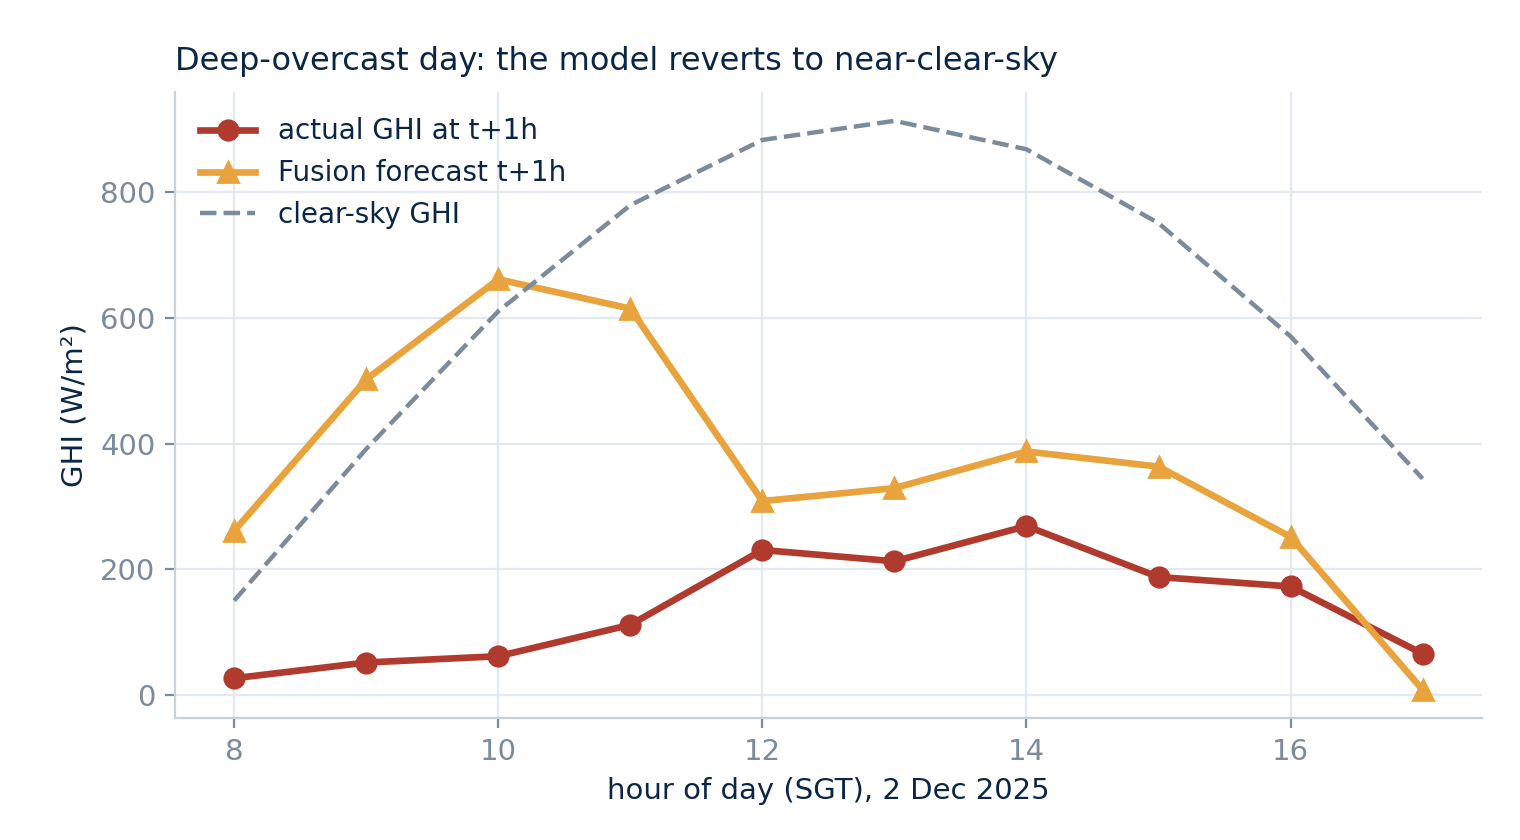 Deep-overcast day: the model reverts to near-clear-sky
actual GHI at t+1h
Fusion forecast t+1h
clear-sky GHI
800
600
400
200
0
GHI (W/m²)
8 10 12 14 16
hour of day (SGT), 2 Dec 2025